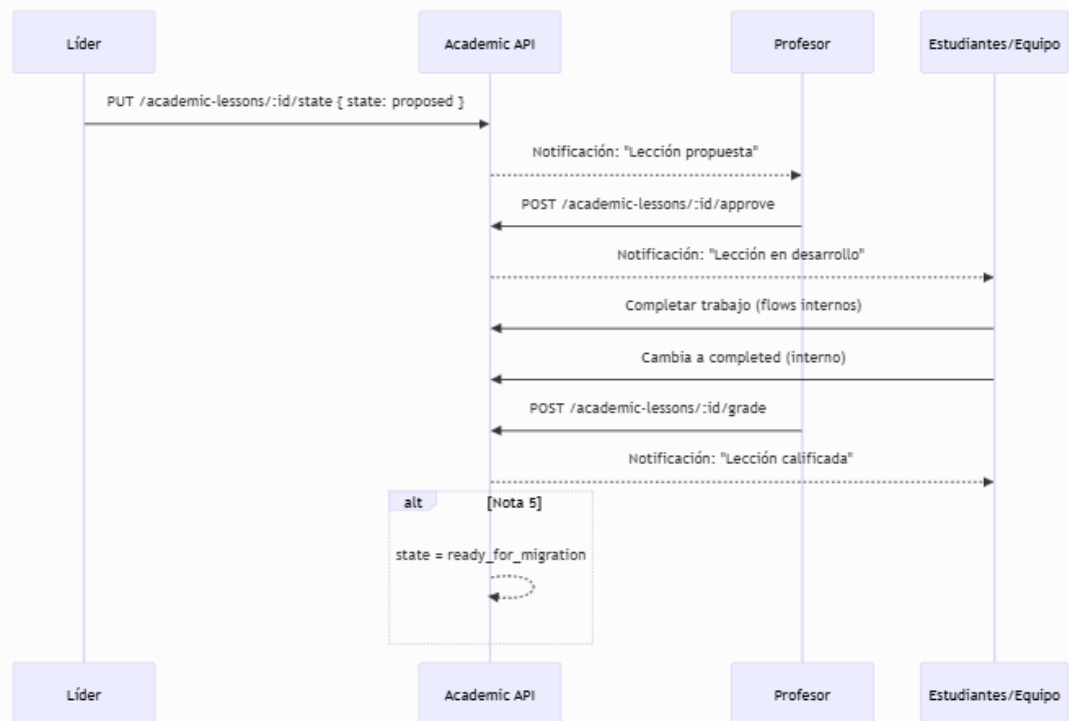 Líder
Academic API
Profesor
Estudiantes/Equipo
PUT /academic-lessons/:id/state { state: proposed }
Notificación: "Lección propuesta"
POST /academic-lessons/:id/approve
Notificación: "Lección en desarrollo"
Completar trabajo (flows internos)
Cambia a completed (interno)
POST /academic-lessons/:id/grade
Notificación: "Lección calificada"
alt
[Nota 5]
state = ready_for_migration
Líder
Academic API
Profesor
Estudiantes/Equipo